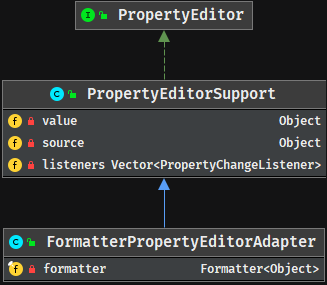 I PropertyEditor
C PropertyEditorSupport
f value Object
f source Object
f listeners Vector<PropertyChangeListener>
C FormatterPropertyEditorAdapter
f formatter Formatter<Object>